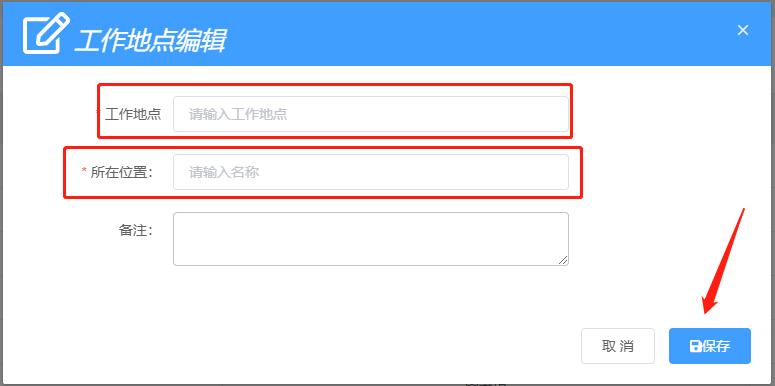 工作地点编辑
* 工作地点 请输入工作地点
* 所在位置： 请输入名称
备注：
取 消 保存